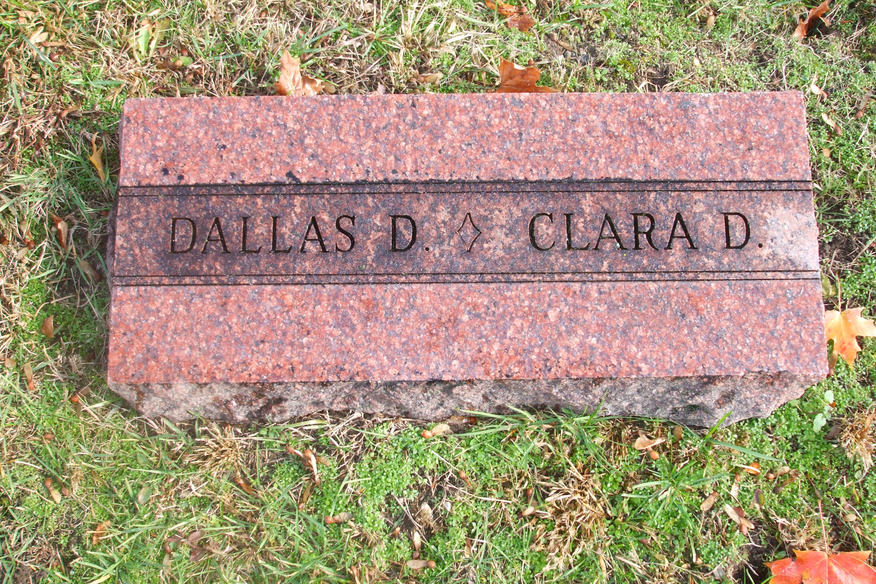 DALLAS D. ◊ CLARA D.